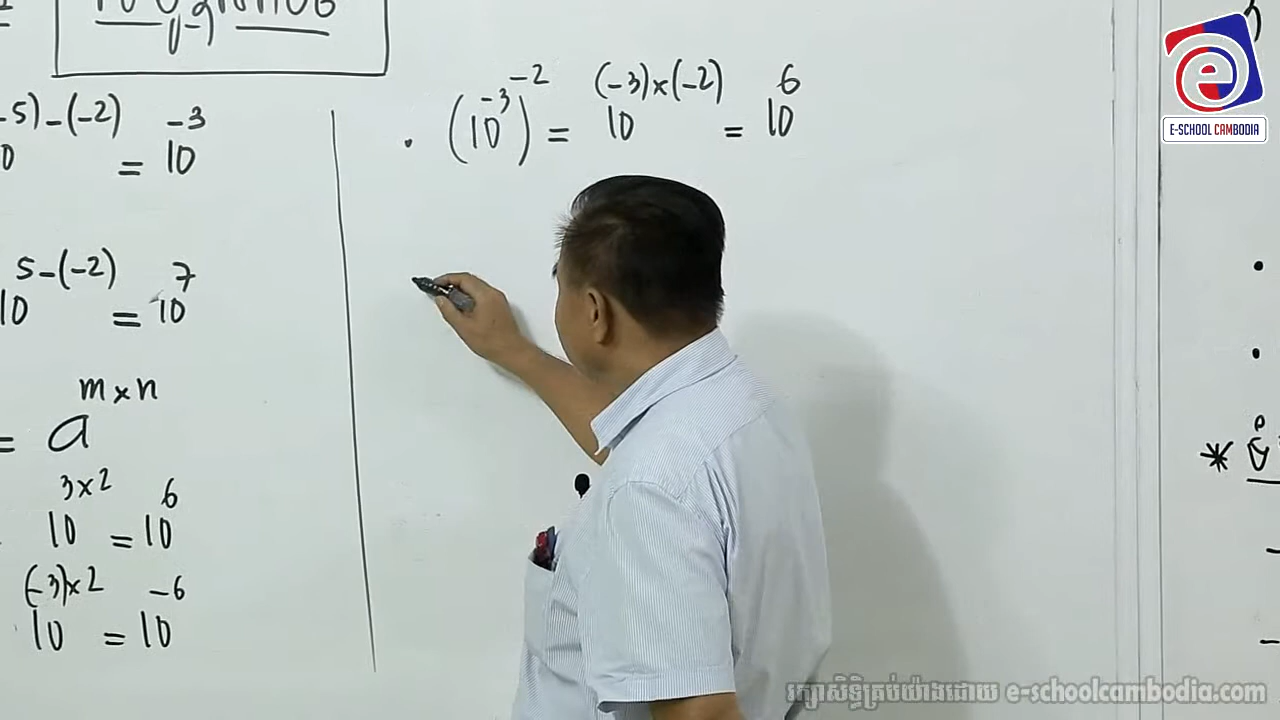 -5)-(-2) = 10^-3
5-(-2) = 10^7
= a^m×n
10^3×2 = 10^6
10^(-3)×2 = 10^-6
· (10^-3)^-2 = 10^(-3)×(-2) = 10^6
e
E-SCHOOL CAMBODIA
រក្សាសិទ្ធិគ្រប់យ៉ាងដោយ e-schoolcambodia.com